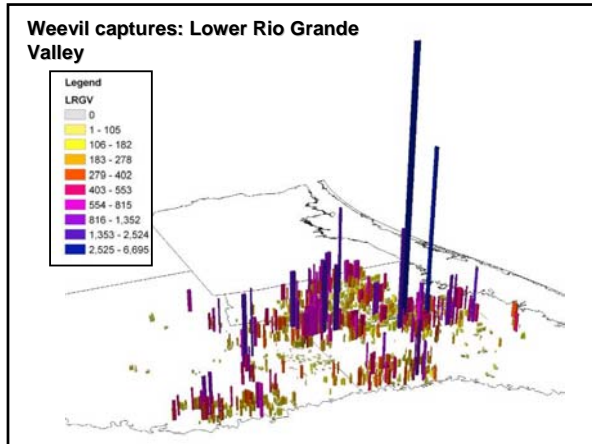 Weevil captures: Lower Rio Grande
Valley
Legend
LRGV
0
1 - 105
106 - 182
183 - 278
279 - 402
403 - 553
554 - 815
816 - 1,352
1,353 - 2,524
2,525 - 6,695